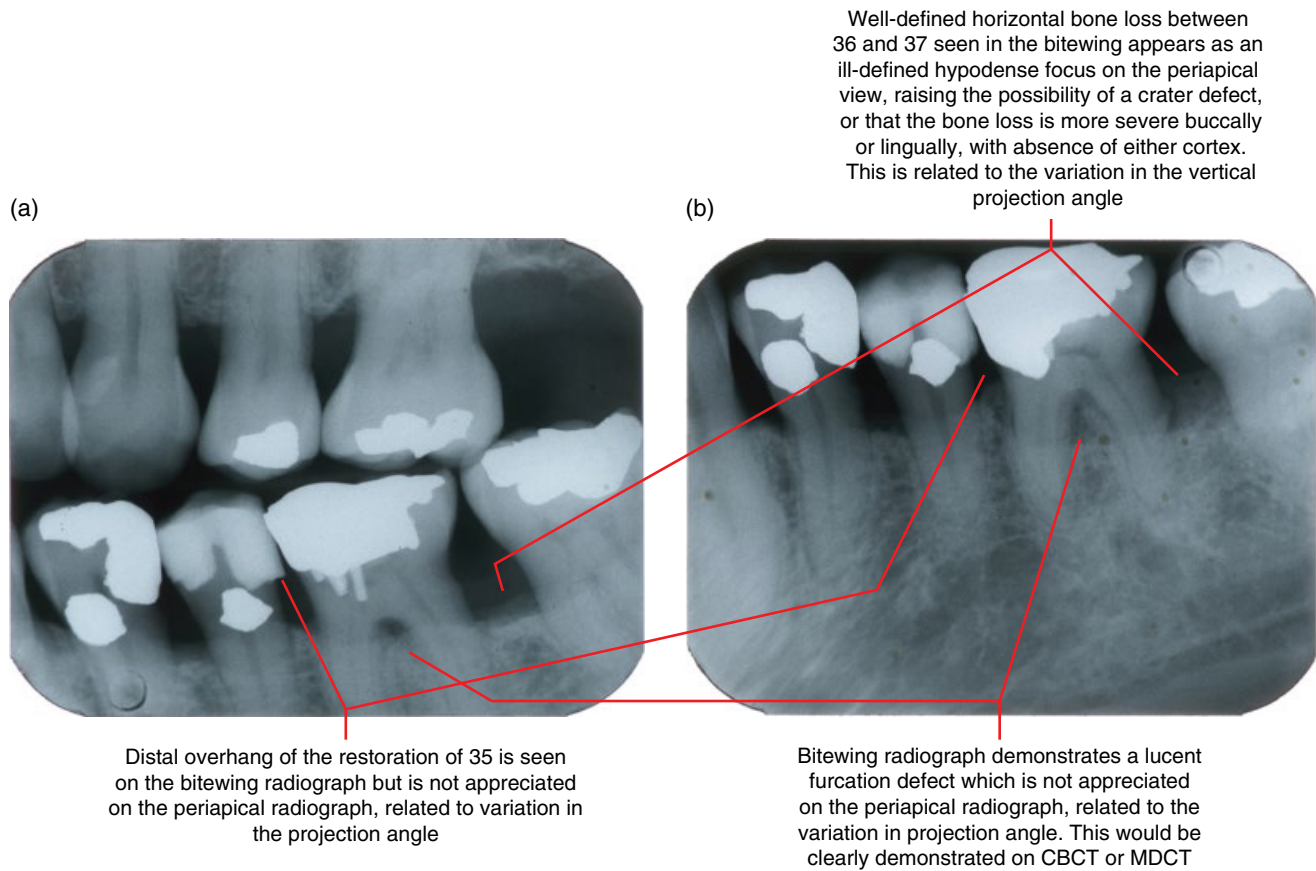 Well-defined horizontal bone loss between
36 and 37 seen in the bitewing appears as an
ill-defined hypodense focus on the periapical
view, raising the possibility of a crater defect,
or that the bone loss is more severe buccally
or lingually, with absence of either cortex.
This is related to the variation in the vertical
projection angle
(a)
(b)
Distal overhang of the restoration of 35 is seen
on the bitewing radiograph but is not appreciated
on the periapical radiograph, related to variation in
the projection angle
Bitewing radiograph demonstrates a lucent
furcation defect which is not appreciated
on the periapical radiograph, related to the
variation in projection angle. This would be
clearly demonstrated on CBCT or MDCT